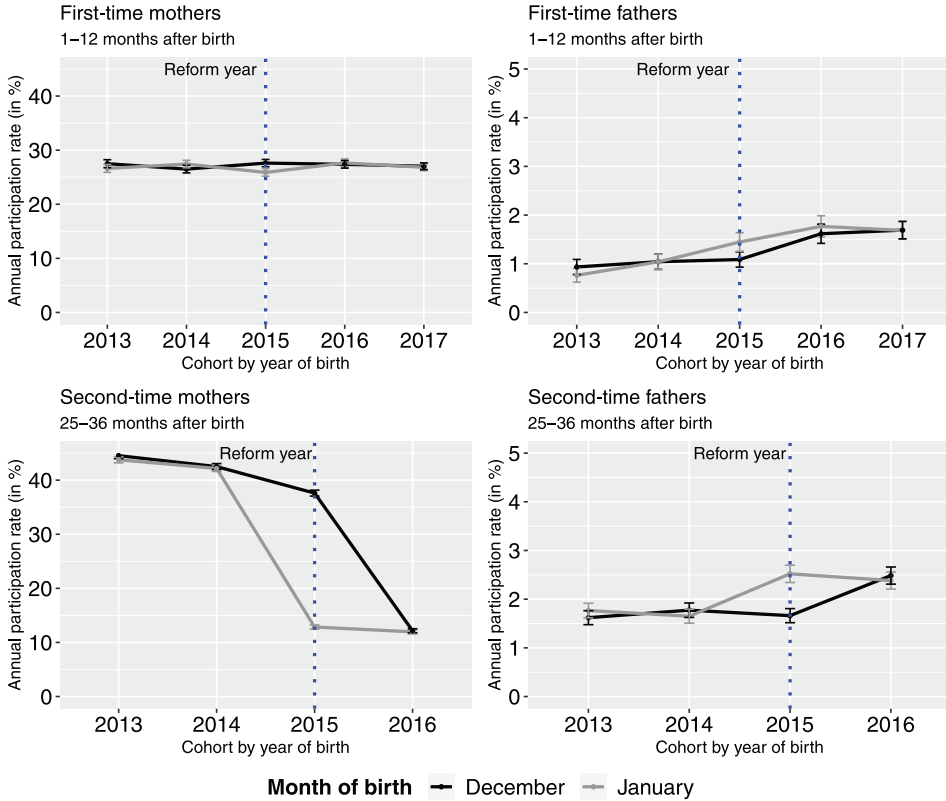 First-time mothers
1–12 months after birth
Annual participation rate (in %)
40
30
20
10
0
Reform year
2013 2014 2015 2016 2017
Cohort by year of birth
First-time fathers
1–12 months after birth
Annual participation rate (in %)
5
4
3
2
1
0
Reform year
2013 2014 2015 2016 2017
Cohort by year of birth
Second-time mothers
25–36 months after birth
Annual participation rate (in %)
40
30
20
10
0
Reform year
2013 2014 2015 2016
Cohort by year of birth
Second-time fathers
25–36 months after birth
Annual participation rate (in %)
5
4
3
2
1
0
Reform year
2013 2014 2015 2016
Cohort by year of birth
Month of birth December January